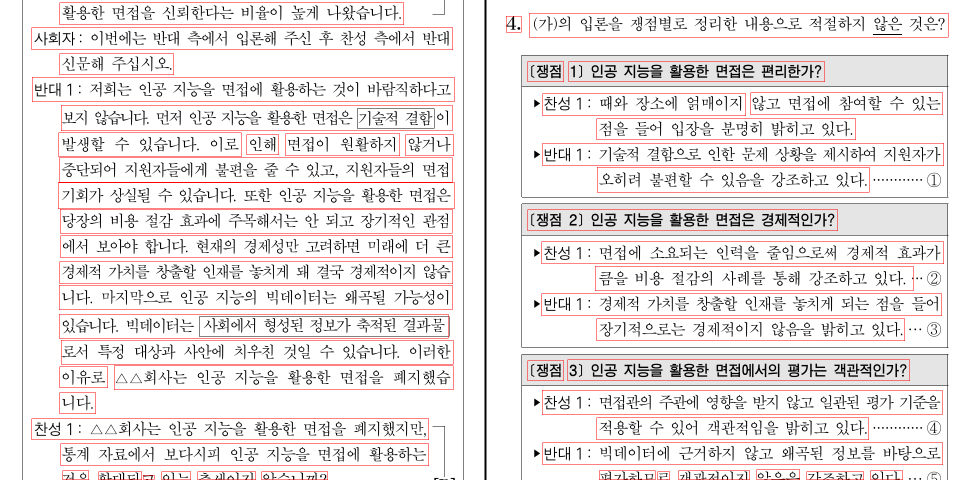 활용한 면접을 신뢰한다는 비율이 높게 나왔습니다.
사회자 : 이번에는 반대 측에서 입론해 주신 후 찬성 측에서 반대
신문해 주십시오.
반대 1 : 저희는 인공 지능을 면접에 활용하는 것이 바람직하다고
보지 않습니다. 먼저 인공 지능을 활용한 면접은 기술적 결함이
발생할 수 있습니다. 이로 인해 면접이 원활하지 않거나
중단되어 지원자들에게 불편을 줄 수 있고, 지원자들의 면접
기회가 상실될 수 있습니다. 또한 인공 지능을 활용한 면접은
당장의 비용 절감 효과에 주목해서는 안 되고 장기적인 관점
에서 보아야 합니다. 현재의 경제성만 고려하면 미래에 더 큰
경제적 가치를 창출할 인재를 놓치게 돼 결국 경제적이지 않습
니다. 마지막으로 인공 지능의 빅데이터는 왜곡될 가능성이
있습니다. 빅데이터는 사회에서 형성된 정보가 축적된 결과물
로서 특정 대상과 사안에 치우친 것일 수 있습니다. 이러한
이유로 △△회사는 인공 지능을 활용한 면접을 폐지했습
니다.
찬성 1 : △△회사는 인공 지능을 활용한 면접을 폐지했지만,
통계 자료에서 보다시피 인공 지능을 면접에 활용하는
것은 확대되고 있는 추세이지 않습니까?
4. (가)의 입론을 쟁점별로 정리한 내용으로 적절하지 않은 것은?
[쟁점 1] 인공 지능을 활용한 면접은 편리한가?
▶찬성 1 : 때와 장소에 얽매이지 않고 면접에 참여할 수 있는
점을 들어 입장을 분명히 밝히고 있다.
▶반대 1 : 기술적 결함으로 인한 문제 상황을 제시하여 지원자가
오히려 불편할 수 있음을 강조하고 있다. ············ ①
[쟁점 2] 인공 지능을 활용한 면접은 경제적인가?
▶찬성 1 : 면접에 소요되는 인력을 줄임으로써 경제적 효과가
큼을 비용 절감의 사례를 통해 강조하고 있다. ··· ②
▶반대 1 : 경제적 가치를 창출할 인재를 놓치게 되는 점을 들어
장기적으로는 경제적이지 않음을 밝히고 있다. ··· ③
[쟁점 3] 인공 지능을 활용한 면접에서의 평가는 객관적인가?
▶찬성 1 : 면접관의 주관에 영향을 받지 않고 일관된 평가 기준을
적용할 수 있어 객관적임을 밝히고 있다. ············ ④
▶반대 1 : 빅데이터에 근거하지 않고 왜곡된 정보를 바탕으로
평가하므로 객관적이지 않음을 강조하고 있다. ··· ⑤